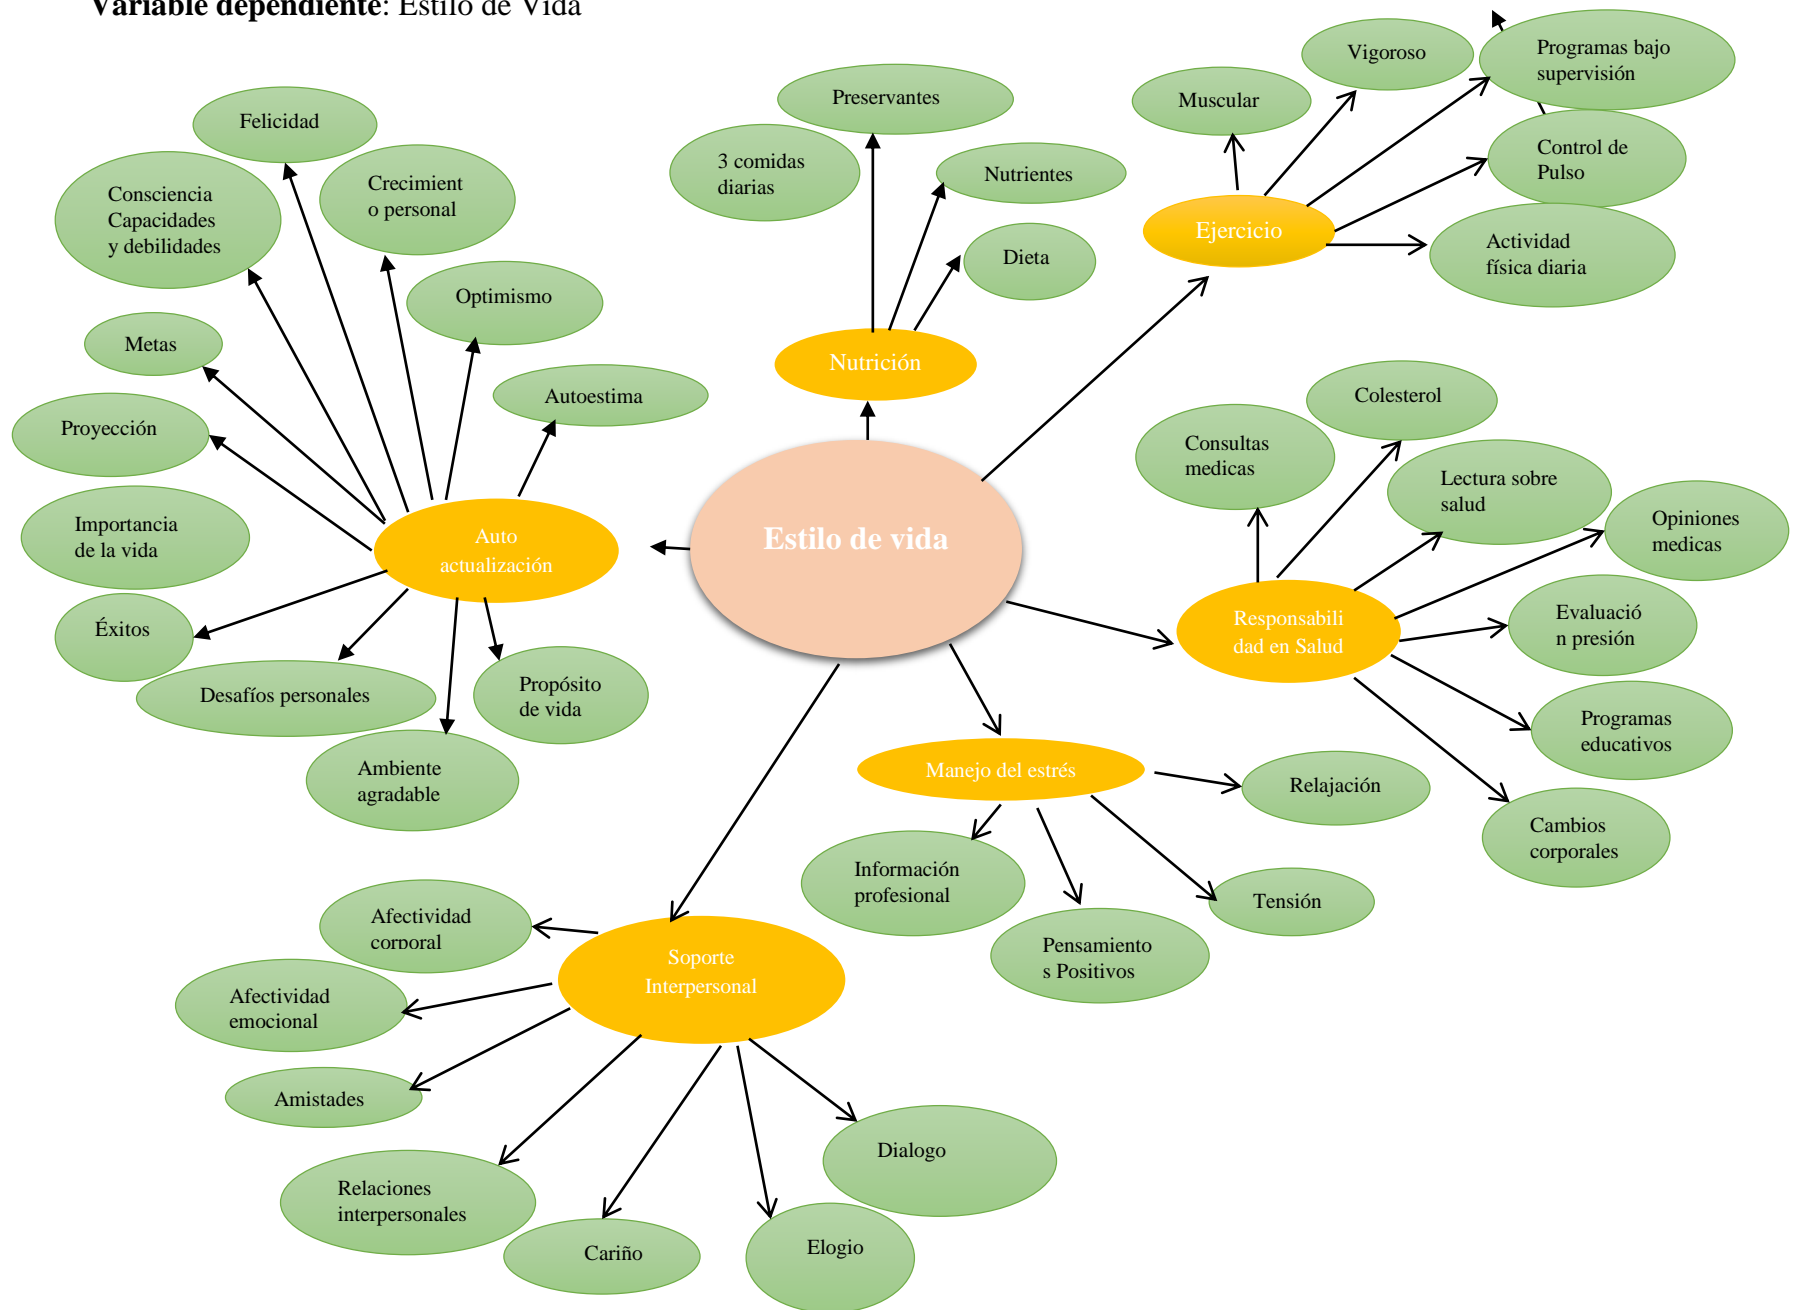 Variable dependiente: Estilo de Vida
Felicidad
Consciencia
Capacidades
y debilidades
Crecimient
o personal
Optimismo
Metas
Autoestima
Proyección
Importancia
de la vida
Auto
actualización
Éxitos
Desafíos personales
Propósito
de vida
Ambiente
agradable
Preservantes
3 comidas
diarias
Nutrientes
Dieta
Nutrición
Estilo de vida
Vigoroso
Programas bajo
supervisión
Muscular
Control de
Pulso
Ejercicio
Actividad
física diaria
Colesterol
Consultas
medicas
Lectura sobre
salud
Opiniones
medicas
Responsabili
dad en Salud
Evaluació
n presión
Programas
educativos
Cambios
corporales
Manejo del estrés
Relajación
Información
profesional
Tensión
Pensamiento
s Positivos
Afectividad
corporal
Soporte
Interpersonal
Afectividad
emocional
Amistades
Relaciones
interpersonales
Cariño
Elogio
Dialogo